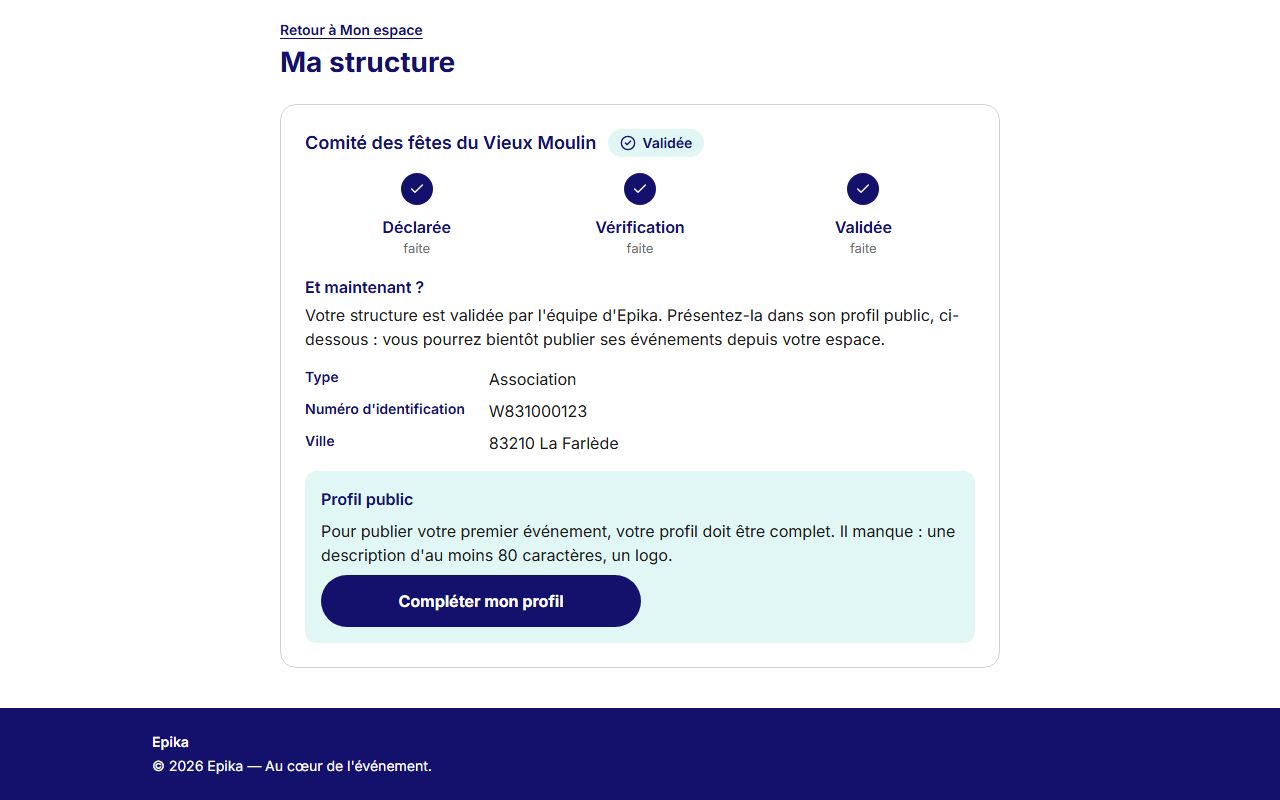 Retour à Mon espace
Ma structure
Comité des fêtes du Vieux Moulin
Validée
Déclarée
faite
Vérification
faite
Validée
faite
Et maintenant ?
Votre structure est validée par l'équipe d'Epika. Présentez-la dans son profil public, ci-
dessous : vous pourrez bientôt publier ses événements depuis votre espace.
Type
Association
Numéro d'identification
W831000123
Ville
83210 La Farlède
Profil public
Pour publier votre premier événement, votre profil doit être complet. Il manque : une
description d'au moins 80 caractères, un logo.
Compléter mon profil
Epika
© 2026 Epika — Au cœur de l'événement.